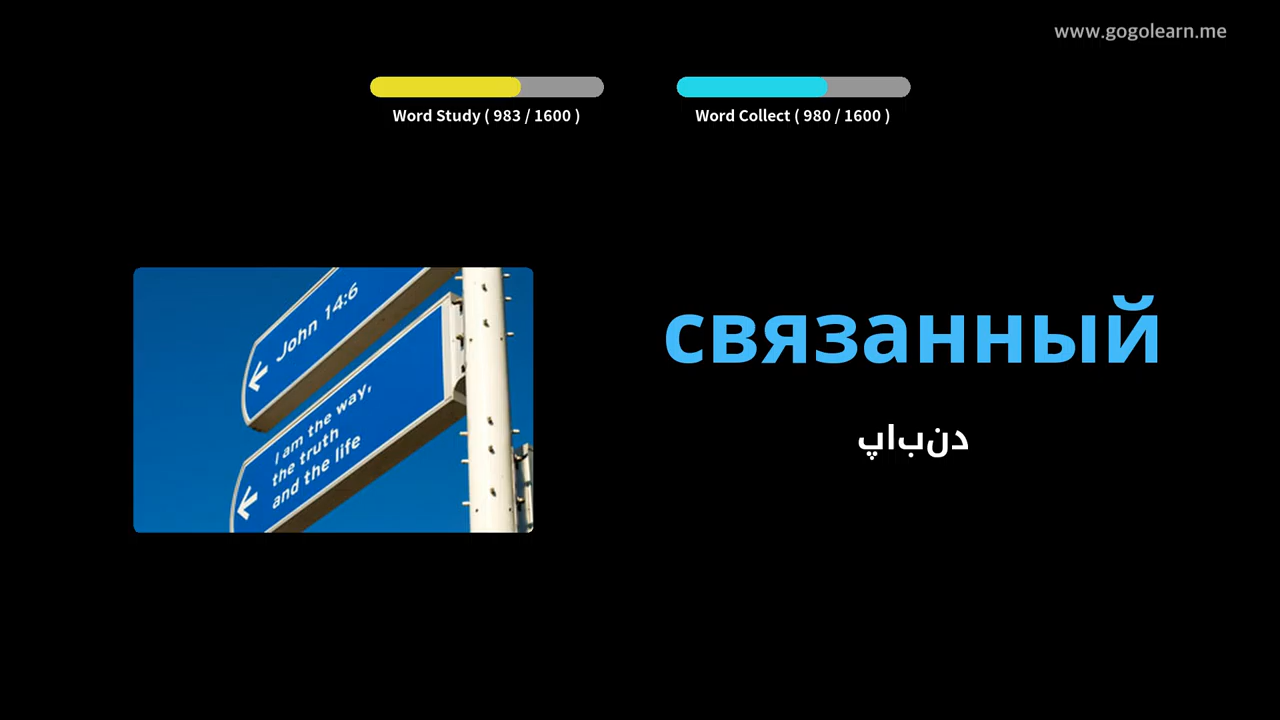 www.gogolearn.me
Word Study ( 983 / 1600 )
Word Collect ( 980 / 1600 )
John 14:6
I am the way,
the truth
and the life
связанный
دنباپ